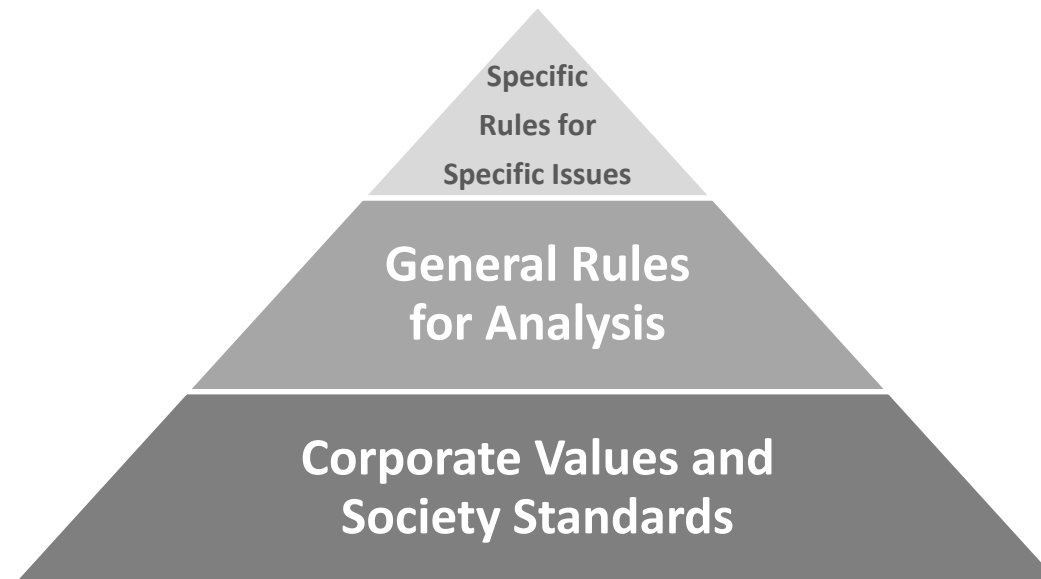 Specific
Rules for
Specific Issues
General Rules
for Analysis
Corporate Values and
Society Standards